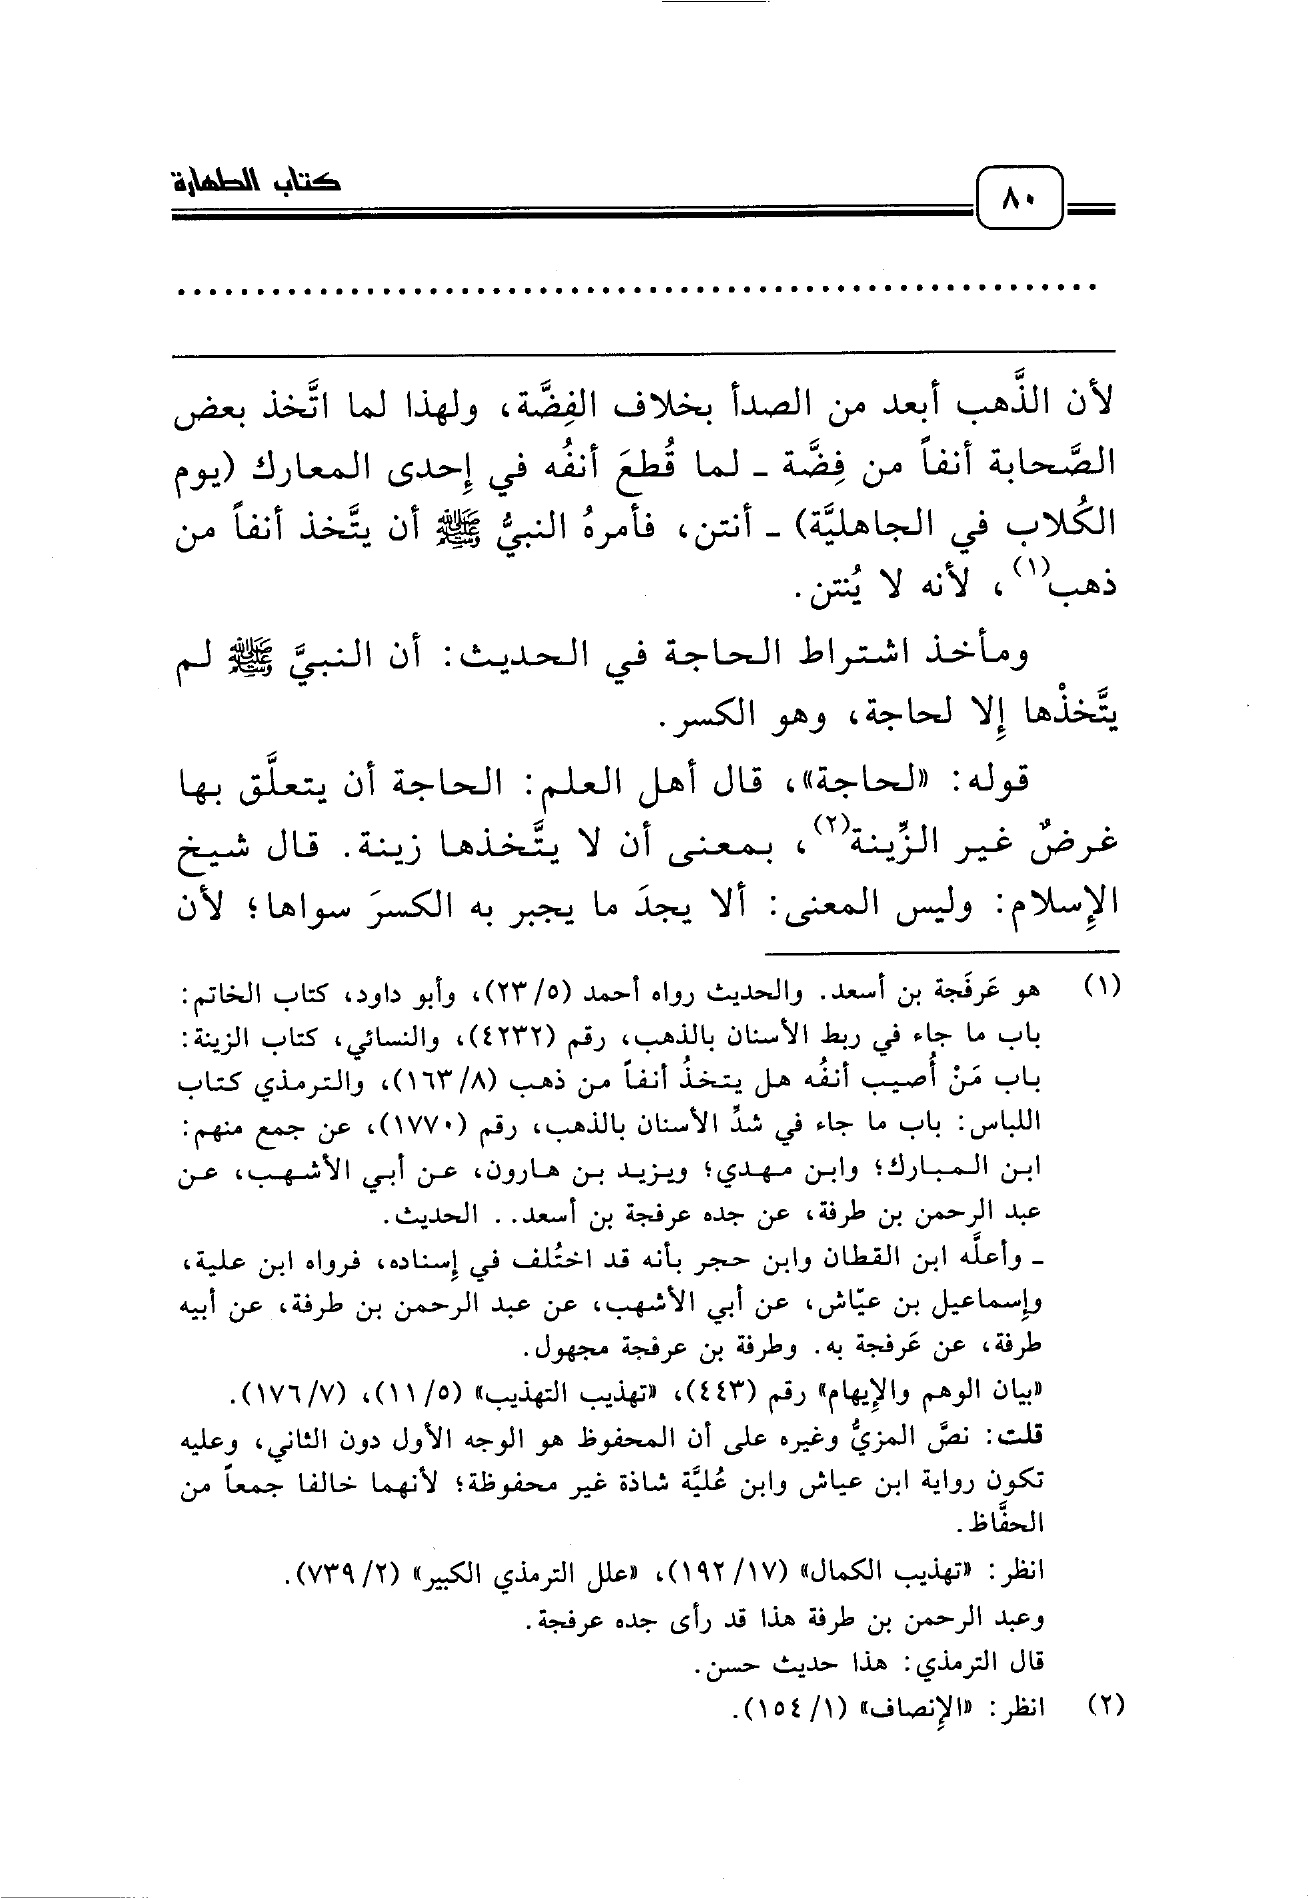 كتاب الطهارة
٨٠
لأن الذَّهب أبعد من الصدأ بخلاف الفِضَّة، ولهذا لما اتَّخذ بعض
الصَّحابة أنفاً من فِضَّة ـ لما قُطعَ أنفُه في إحدى المعارك (يوم
الكُلاب في الجاهليَّة) ـ أنتن، فأمرهُ النبيُّ ﷺ أن يتَّخذ أنفاً من
ذهب(١)، لأنه لا يُنتن.
ومأخذ اشتراط الحاجة في الحديث: أن النبيَّ ﷺ لم
يتَّخذْها إلا لحاجة، وهو الكسر.
قوله: «لحاجة»، قال أهل العلم: الحاجة أن يتعلَّق بها
غرضٌ غير الزِّينة(٢)، بمعنى أن لا يتَّخذها زينة. قال شيخ
الإسلام: وليس المعنى: ألا يجدَ ما يجبر به الكسرَ سواها؛ لأن
(١) هو عَرفَجة بن أسعد. والحديث رواه أحمد (٢٣/٥)، وأبو داود، كتاب الخاتم:
باب ما جاء في ربط الأسنان بالذهب، رقم (٤٢٣٢)، والنسائي، كتاب الزينة:
باب مَنْ أُصيب أنفُه هل يتخذُ أنفاً من ذهب (١٦٣/٨)، والترمذي كتاب
اللباس: باب ما جاء في شدِّ الأسنان بالذهب، رقم (١٧٧٠)، عن جمع منهم:
ابن المبارك؛ وابن مهدي؛ ويزيد بن هارون، عن أبي الأشهب، عن
عبد الرحمن بن طرفة، عن جده عرفجة بن أسعد.. الحديث.
ـ وأعلَّه ابن القطان وابن حجر بأنه قد اختُلف في إسناده، فرواه ابن علية،
وإسماعيل بن عيّاش، عن أبي الأشهب، عن عبد الرحمن بن طرفة، عن أبيه
طرفة، عن عَرفجة به. وطرفة بن عرفجة مجهول.
«بيان الوهم والإيهام» رقم (٤٤٣)، «تهذيب التهذيب» (١١/٥)، (١٧٦/٧).
قلت: نصَّ المزيُّ وغيره على أن المحفوظ هو الوجه الأول دون الثاني، وعليه
تكون رواية ابن عياش وابن عُليَّة شاذة غير محفوظة؛ لأنهما خالفا جمعاً من
الحفَّاظ.
انظر: «تهذيب الكمال» (١٩٢/١٧)، «علل الترمذي الكبير» (٧٣٩/٢).
وعبد الرحمن بن طرفة هذا قد رأى جده عرفجة.
قال الترمذي: هذا حديث حسن.
(٢) انظر: «الإنصاف» (١٥٤/١).